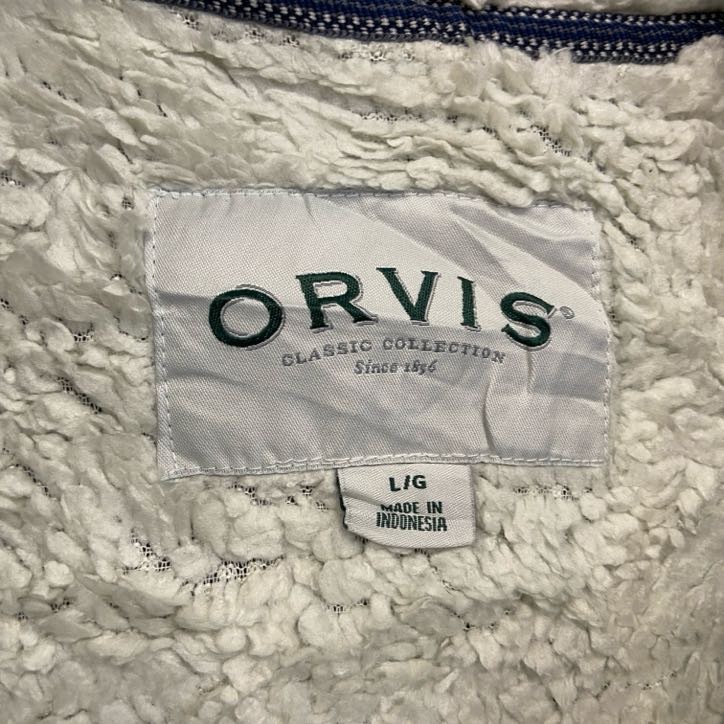 ORVIS®
CLASSIC COLLECTION
Since 1856
L/G
MADE IN
INDONESIA